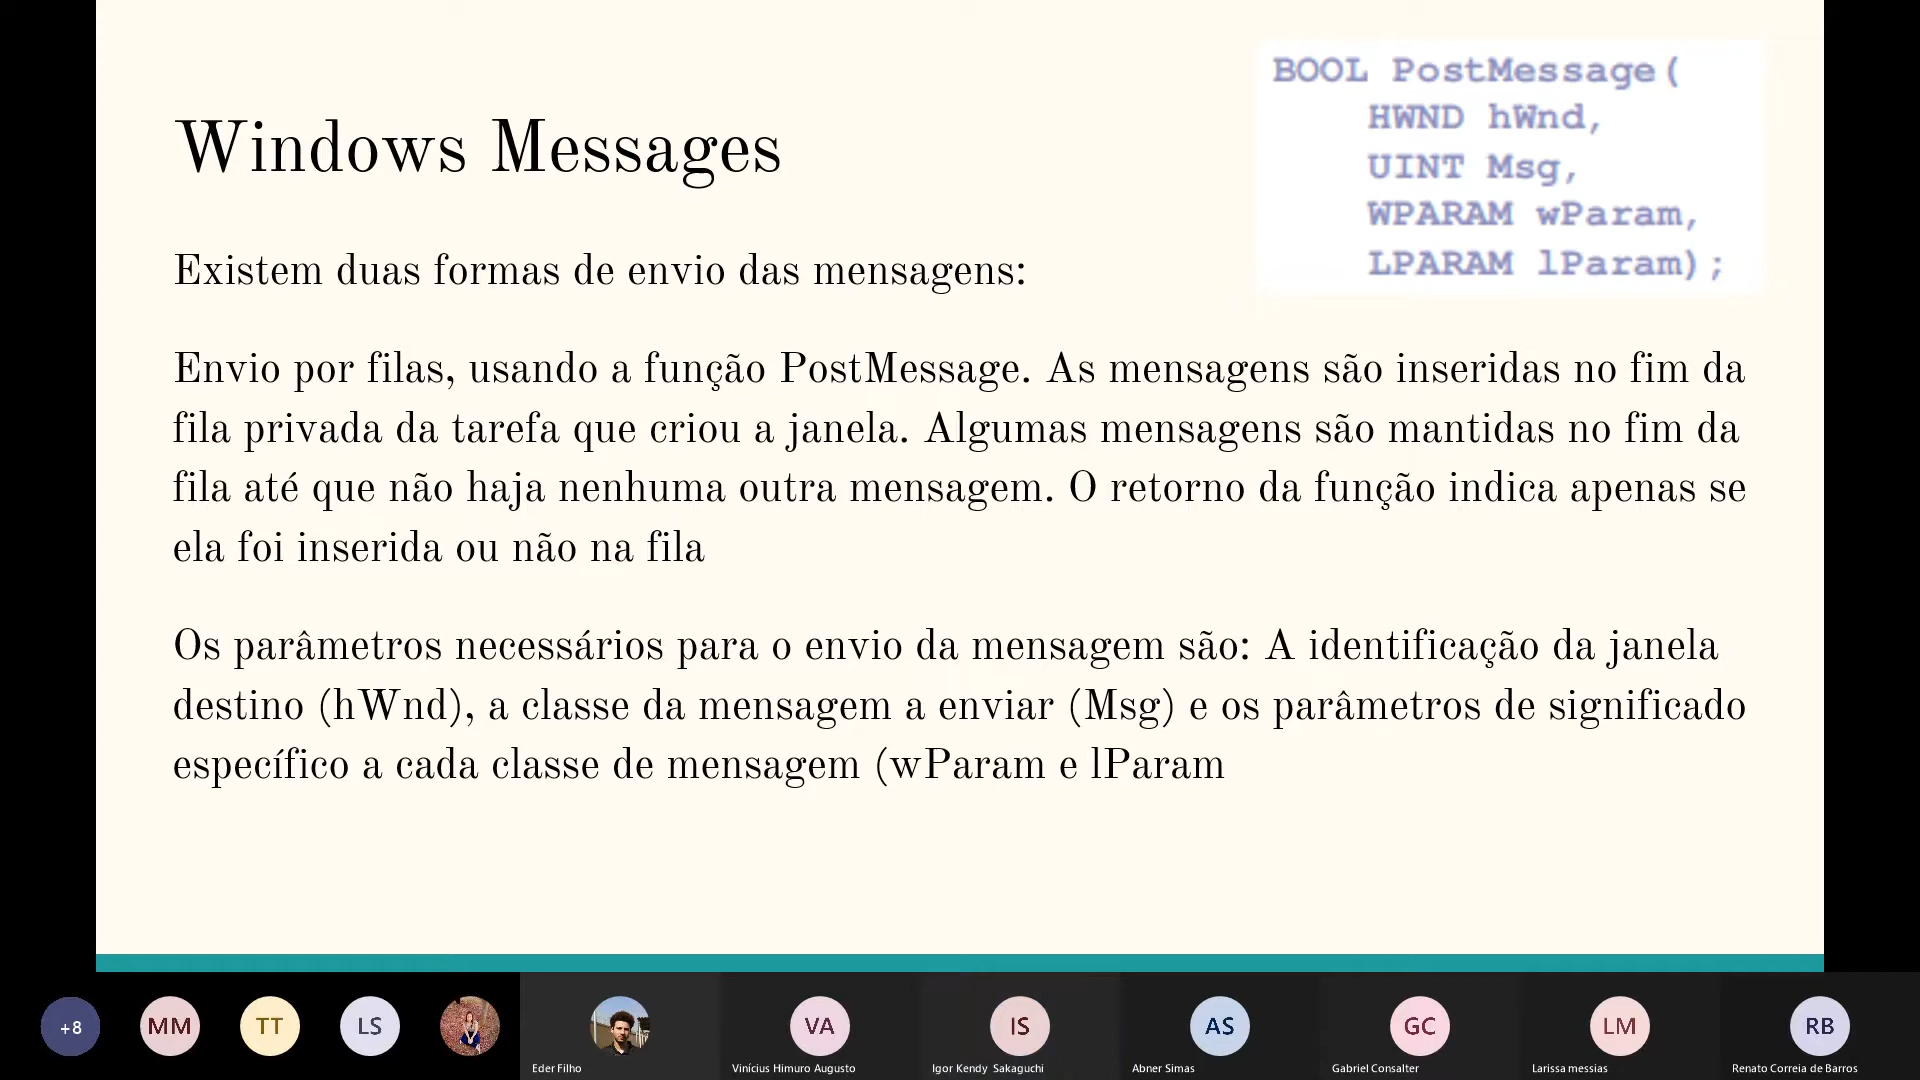 BOOL PostMessage(
HWND hWnd,
UINT Msg,
WPARAM wParam,
LPARAM lParam);
Windows Messages
Existem duas formas de envio das mensagens:
Envio por filas, usando a função PostMessage. As mensagens são inseridas no fim da
fila privada da tarefa que criou a janela. Algumas mensagens são mantidas no fim da
fila até que não haja nenhuma outra mensagem. O retorno da função indica apenas se
ela foi inserida ou não na fila
Os parâmetros necessários para o envio da mensagem são: A identificação da janela
destino (hWnd), a classe da mensagem a enviar (Msg) e os parâmetros de significado
específico a cada classe de mensagem (wParam e lParam
+8
MM
TT
LS
VA
IS
AS
GC
LM
RB
Eder Filho
Vinícius Himuro Augusto
Igor Kendy Sakaguchi
Abner Simas
Gabriel Consalter
Larissa messias
Renato Correia de Barros